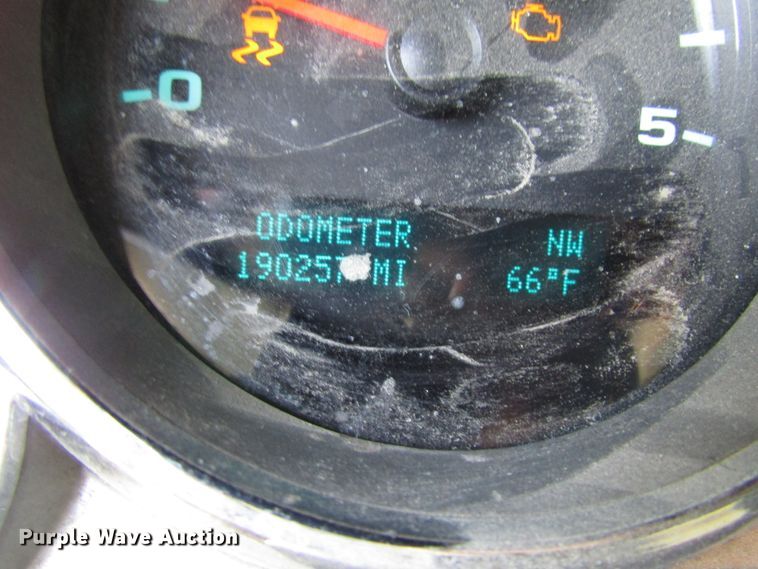 0
5
ODOMETER NW
MI 66°F
Purple Wave Auction